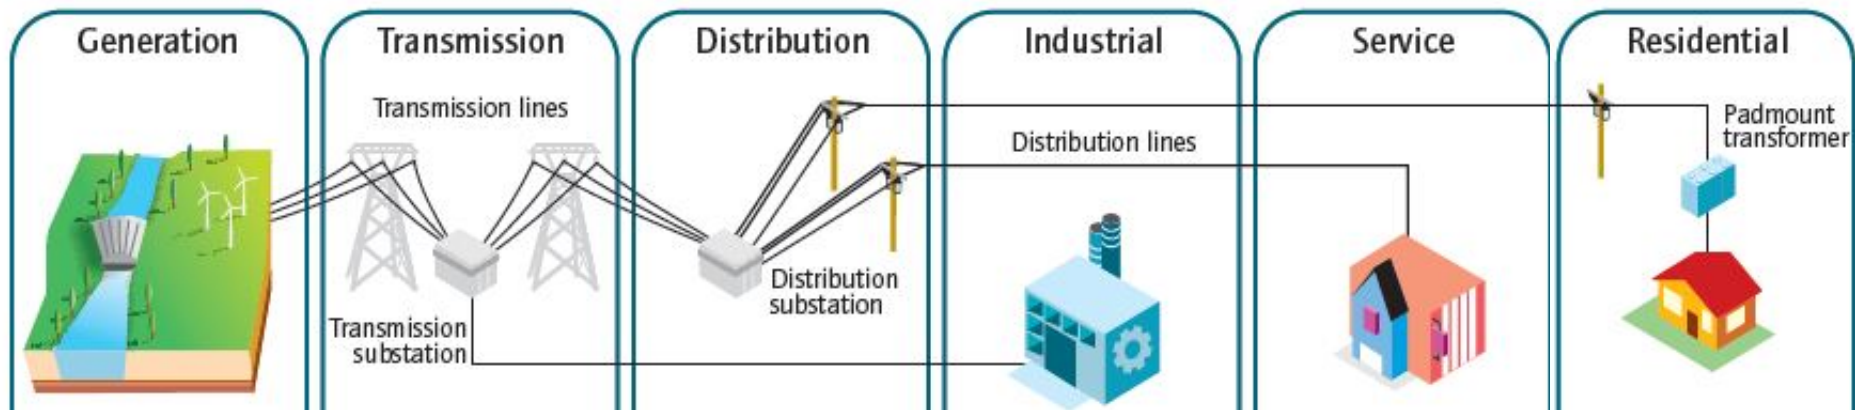 Generation
Transmission
Distribution
Industrial
Service
Residential
Transmission lines
Distribution lines
Padmount
transformer
Distribution
substation
Transmission
substation